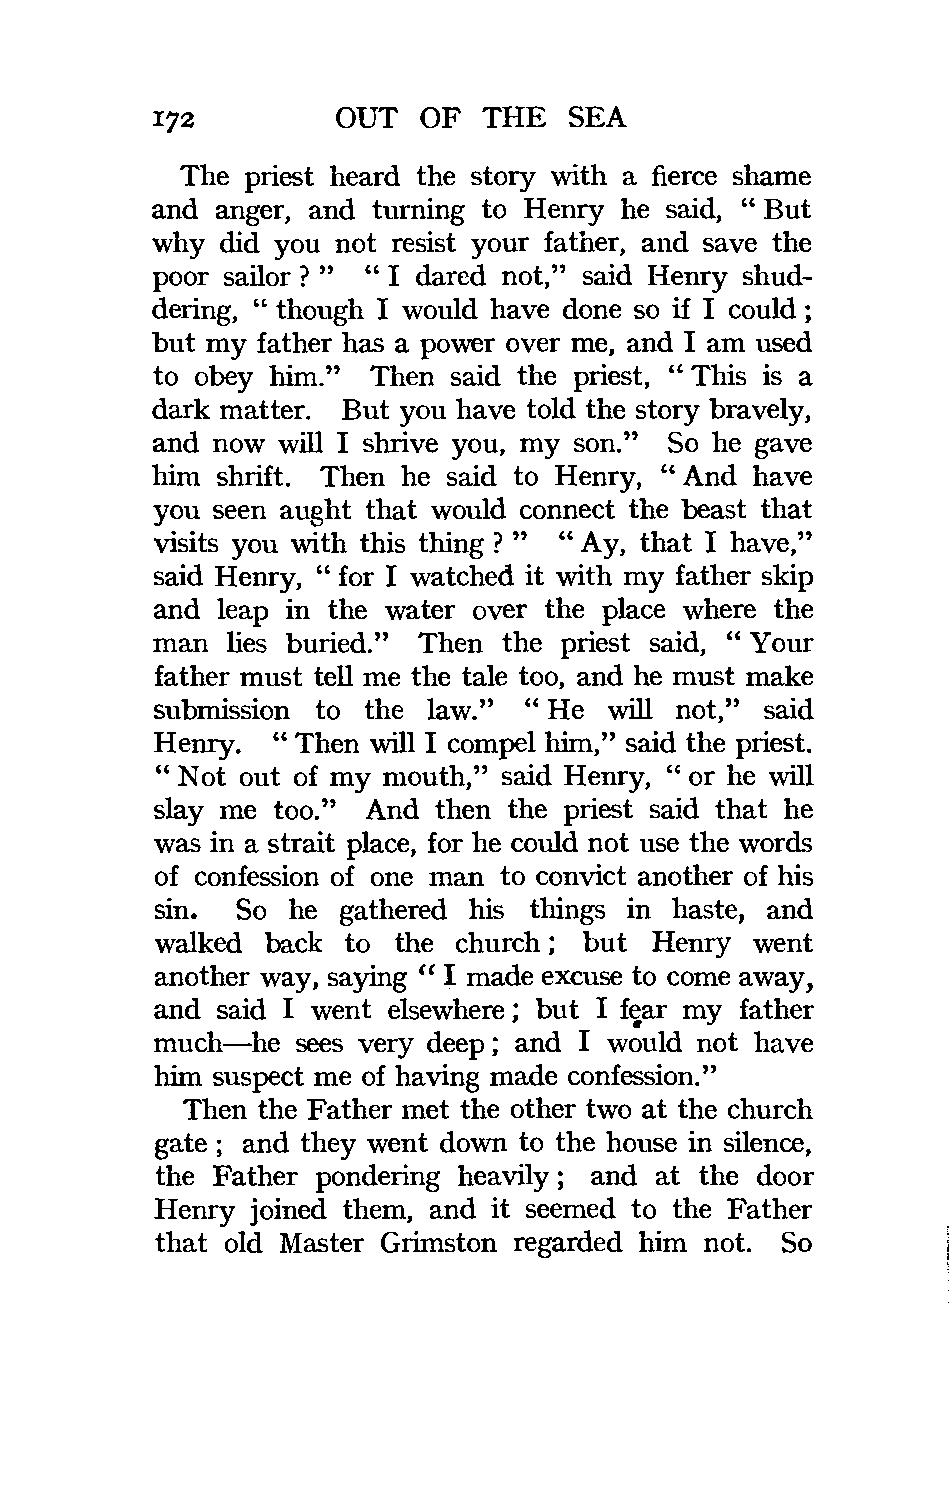 172 OUT OF THE SEA
The priest heard the story with a fierce shame
and anger, and turning to Henry he said, “ But
why did you not resist your father, and save the
poor sailor ? ” “ I dared not,” said Henry shud-
dering, “ though I would have done so if I could ;
but my father has a power over me, and I am used
to obey him.” Then said the priest, “ This is a
dark matter. But you have told the story bravely,
and now will I shrive you, my son.” So he gave
him shrift. Then he said to Henry, “ And have
you seen aught that would connect the beast that
visits you with this thing ? ” “ Ay, that I have,”
said Henry, “ for I watched it with my father skip
and leap in the water over the place where the
man lies buried.” Then the priest said, “ Your
father must tell me the tale too, and he must make
submission to the law.” “ He will not,” said
Henry. “ Then will I compel him,” said the priest.
“ Not out of my mouth,” said Henry, “ or he will
slay me too.” And then the priest said that he
was in a strait place, for he could not use the words
of confession of one man to convict another of his
sin. So he gathered his things in haste, and
walked back to the church ; but Henry went
another way, saying “ I made excuse to come away,
and said I went elsewhere ; but I fear my father
much—he sees very deep ; and I would not have
him suspect me of having made confession.”
Then the Father met the other two at the church
gate ; and they went down to the house in silence,
the Father pondering heavily ; and at the door
Henry joined them, and it seemed to the Father
that old Master Grimston regarded him not. So